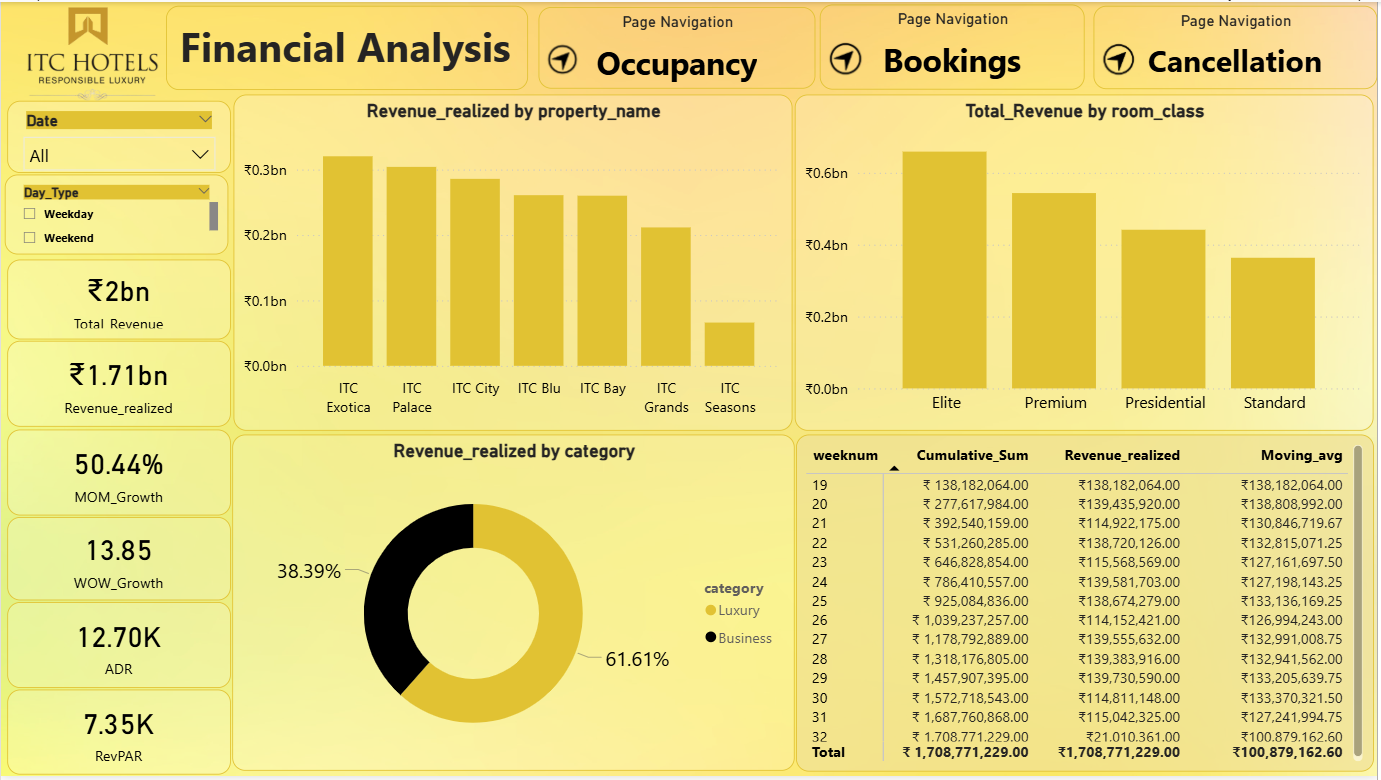 ITC HOTELS
RESPONSIBLE LUXURY
Financial Analysis
Page Navigation
Occupancy
Page Navigation
Bookings
Page Navigation
Cancellation
Date
All
Day_Type
Weekday
Weekend
₹2bn
Total_Revenue
₹1.71bn
Revenue_realized
50.44%
MOM_Growth
13.85
WOW_Growth
12.70K
ADR
7.35K
RevPAR
Revenue_realized by property_name
₹0.3bn
₹0.2bn
₹0.1bn
₹0.0bn
ITC Exotica
ITC Palace
ITC City
ITC Blu
ITC Bay
ITC Grands
ITC Seasons
Total_Revenue by room_class
₹0.6bn
₹0.4bn
₹0.2bn
₹0.0bn
Elite
Premium
Presidential
Standard
Revenue_realized by category
38.39%
61.61%
category
Luxury
Business
weeknum Cumulative_Sum Revenue_realized Moving_avg
19 ₹ 138,182,064.00 ₹138,182,064.00 ₹138,182,064.00
20 ₹ 277,617,984.00 ₹139,435,920.00 ₹138,808,992.00
21 ₹ 392,540,159.00 ₹114,922,175.00 ₹130,846,719.67
22 ₹ 531,260,285.00 ₹138,720,126.00 ₹132,815,071.25
23 ₹ 646,828,854.00 ₹115,568,569.00 ₹127,161,697.50
24 ₹ 786,410,557.00 ₹139,581,703.00 ₹127,198,143.25
25 ₹ 925,084,836.00 ₹138,674,279.00 ₹133,136,169.25
26 ₹ 1,039,237,257.00 ₹114,152,421.00 ₹126,994,243.00
27 ₹ 1,178,792,889.00 ₹139,555,632.00 ₹132,991,008.75
28 ₹ 1,318,176,805.00 ₹139,383,916.00 ₹132,941,562.00
29 ₹ 1,457,907,395.00 ₹139,730,590.00 ₹133,205,639.75
30 ₹ 1,572,718,543.00 ₹114,811,148.00 ₹133,370,321.50
31 ₹ 1,687,760,868.00 ₹115,042,325.00 ₹127,241,994.75
32 ₹ 1,708,771,229.00 ₹21,010,361.00 ₹100,879,162.60
Total ₹ 1,708,771,229.00 ₹1,708,771,229.00 ₹100,879,162.60